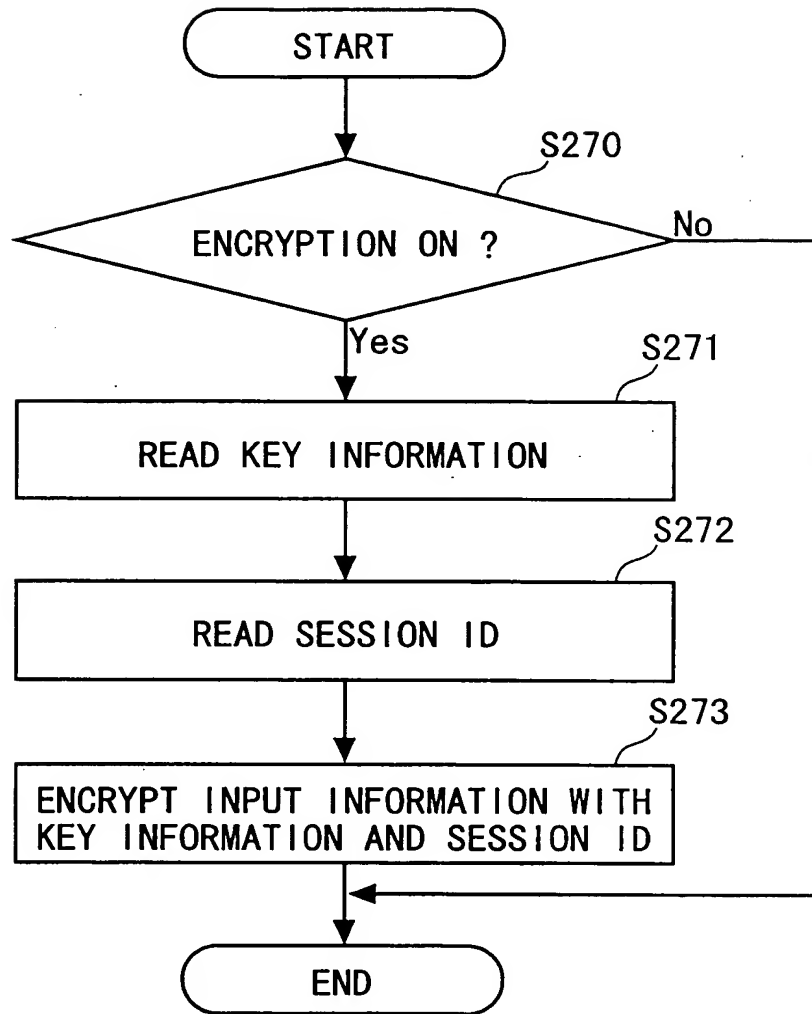 START
S270
ENCRYPTION ON ?
No
Yes
S271
READ KEY INFORMATION
S272
READ SESSION ID
S273
ENCRYPT INPUT INFORMATION WITH
KEY INFORMATION AND SESSION ID
END